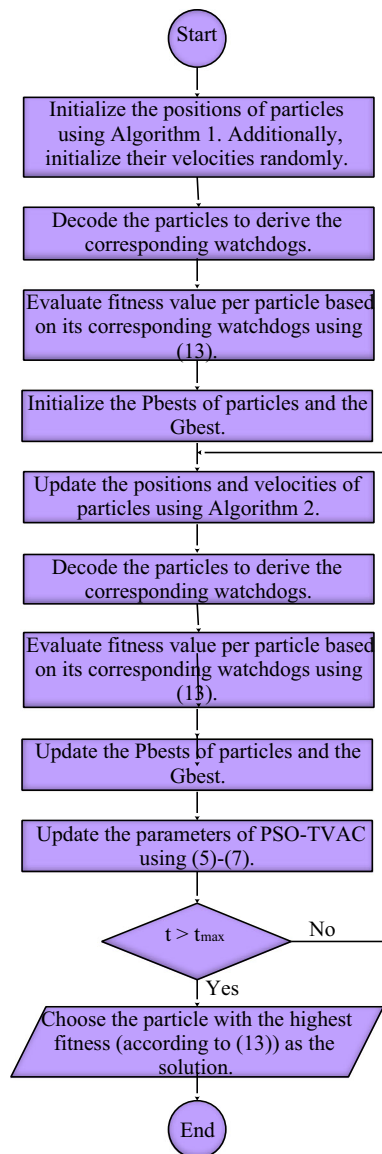 Start
Initialize the positions of particles
using Algorithm 1. Additionally,
initialize their velocities randomly.
Decode the particles to derive the
corresponding watchdogs.
Evaluate fitness value per particle based
on its corresponding watchdogs using
(13).
Initialize the Pbests of particles and the
Gbest.
Update the positions and velocities of
particles using Algorithm 2.
Decode the particles to derive the
corresponding watchdogs.
Evaluate fitness value per particle based
on its corresponding watchdogs using
(13).
Update the Pbests of particles and the
Gbest.
Update the parameters of PSO-TVAC
using (5)-(7).
t > tmax
No
Yes
Choose the particle with the highest
fitness (according to (13)) as the
solution.
End